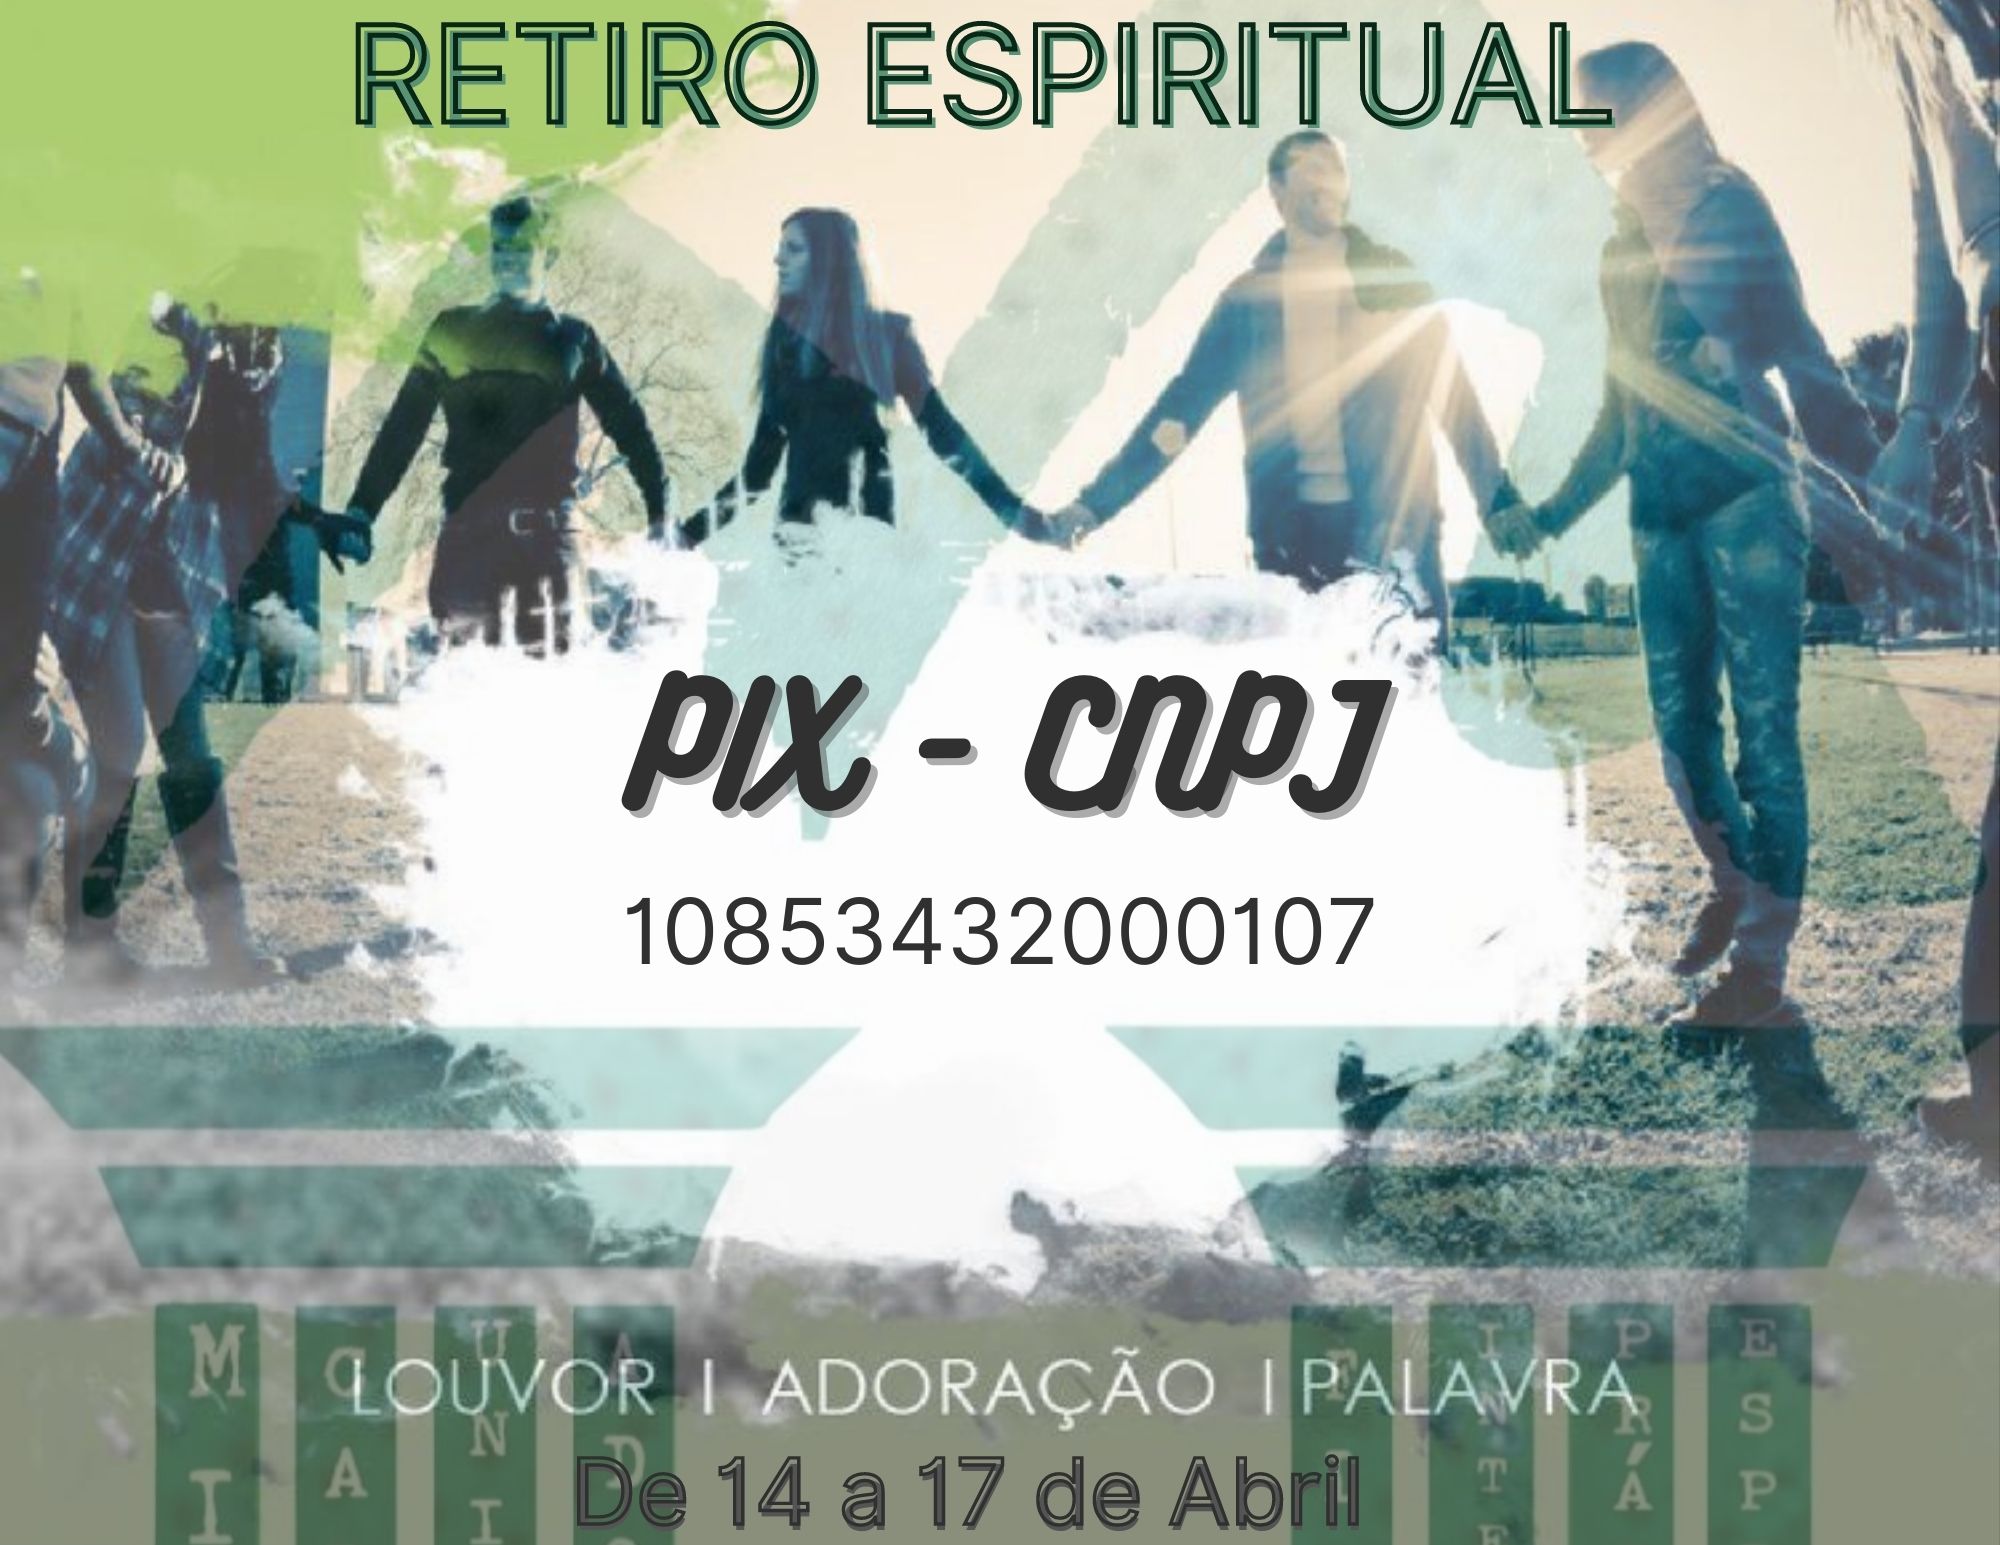 RETIRO ESPIRITUAL
PIX - CNPJ
10853432000107
LOUVOR | ADORAÇÃO | PALAVRA
De 14 a 17 de Abril